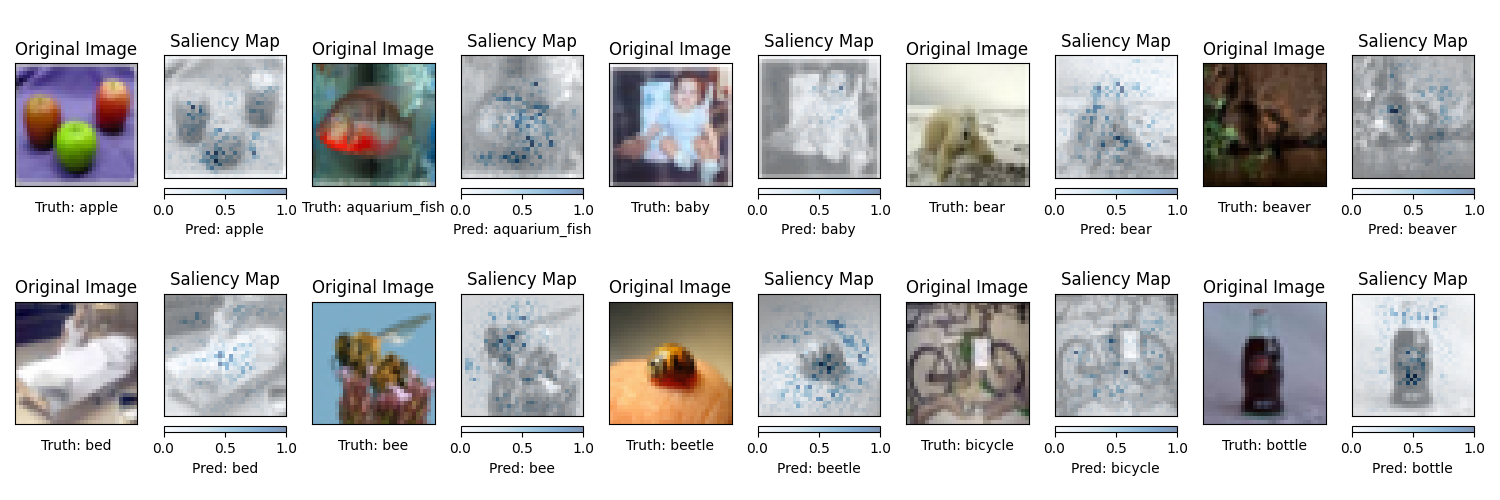 Original Image Saliency Map Original Image Saliency Map Original Image Saliency Map Original Image Saliency Map Original Image Saliency Map
Truth: apple Truth: aquarium_fish Truth: baby Truth: bear Truth: beaver
0.0 0.5 1.0 0.0 0.5 1.0 0.0 0.5 1.0 0.0 0.5 1.0 0.0 0.5 1.0
Pred: apple Pred: aquarium_fish Pred: baby Pred: bear Pred: beaver
Original Image Saliency Map Original Image Saliency Map Original Image Saliency Map Original Image Saliency Map Original Image Saliency Map
Truth: bed Truth: bee Truth: beetle Truth: bicycle Truth: bottle
0.0 0.5 1.0 0.0 0.5 1.0 0.0 0.5 1.0 0.0 0.5 1.0 0.0 0.5 1.0
Pred: bed Pred: bee Pred: beetle Pred: bicycle Pred: bottle